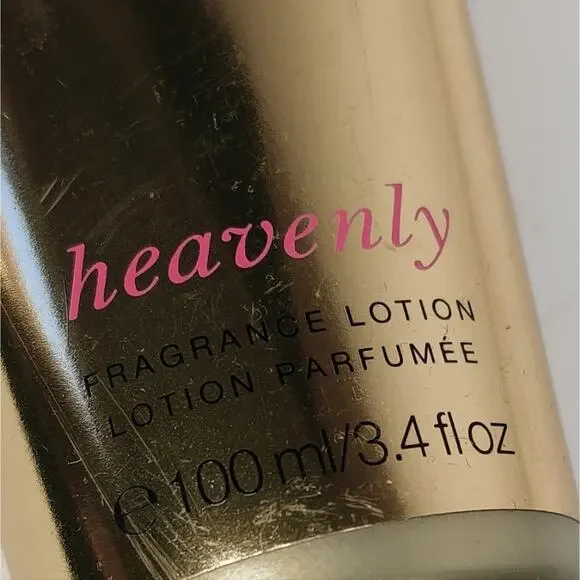 heavenly
FRAGRANCE LOTION
LOTION PARFUMÉE
℮ 100 ml/3.4 fl oz